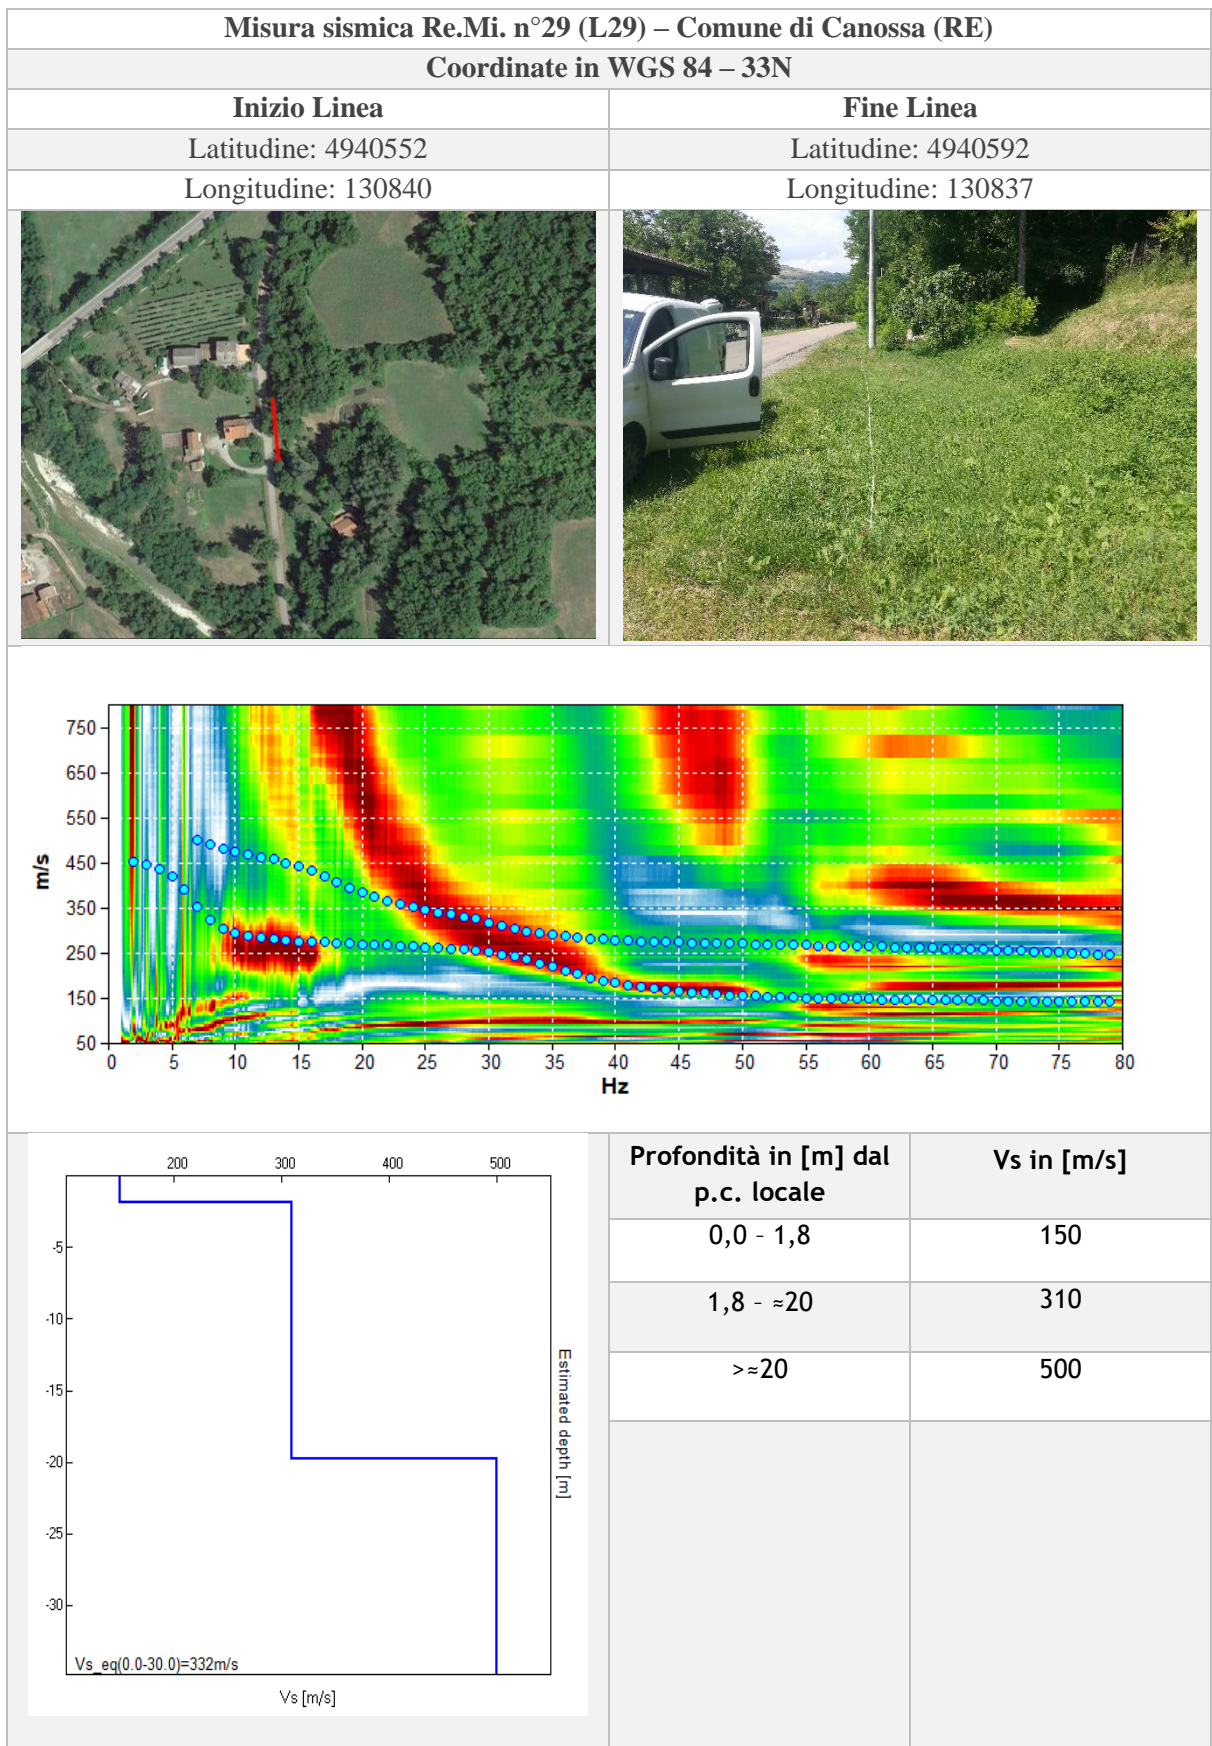 Misura sismica Re.Mi. n°29 (L29) – Comune di Canossa (RE)
Coordinate in WGS 84 – 33N
Inizio Linea
Fine Linea
Latitudine: 4940552
Latitudine: 4940592
Longitudine: 130840
Longitudine: 130837
750
650
550
450
350
250
150
50
m/s
0 5 10 15 20 25 30 35 40 45 50 55 60 65 70 75 80
Hz
200 300 400 500
-5
-10
-15
-20
-25
-30
Estimated depth [m]
Vs_eq(0.0-30.0)=332m/s
Vs [m/s]
Profondità in [m] dal
p.c. locale
Vs in [m/s]
0,0 – 1,8
150
1,8 – ≈20
310
>≈20
500